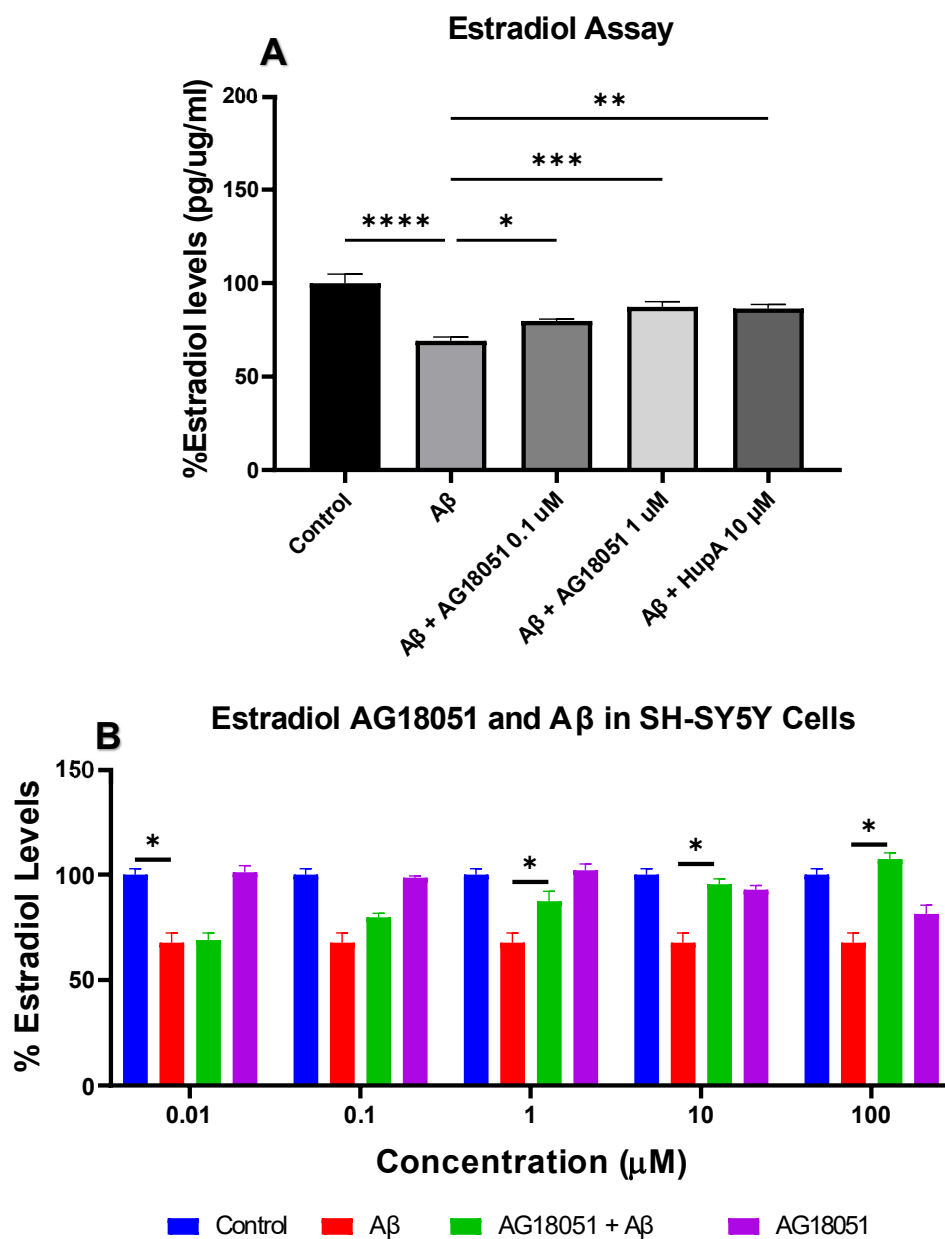 Estradiol Assay
A
%Estradiol levels (pg/ug/ml)
200
150
100
50
0
**
***
****
*
Control
Aβ
Aβ + AG18051 0.1 uM
Aβ + AG18051 1 uM
Aβ + HupA 10 µM
Estradiol AG18051 and Aβ in SH-SY5Y Cells
B
% Estradiol Levels
150
100
50
0
*
*
*
*
0.01
0.1
1
10
100
Concentration (μM)
Control
Aβ
AG18051 + Aβ
AG18051